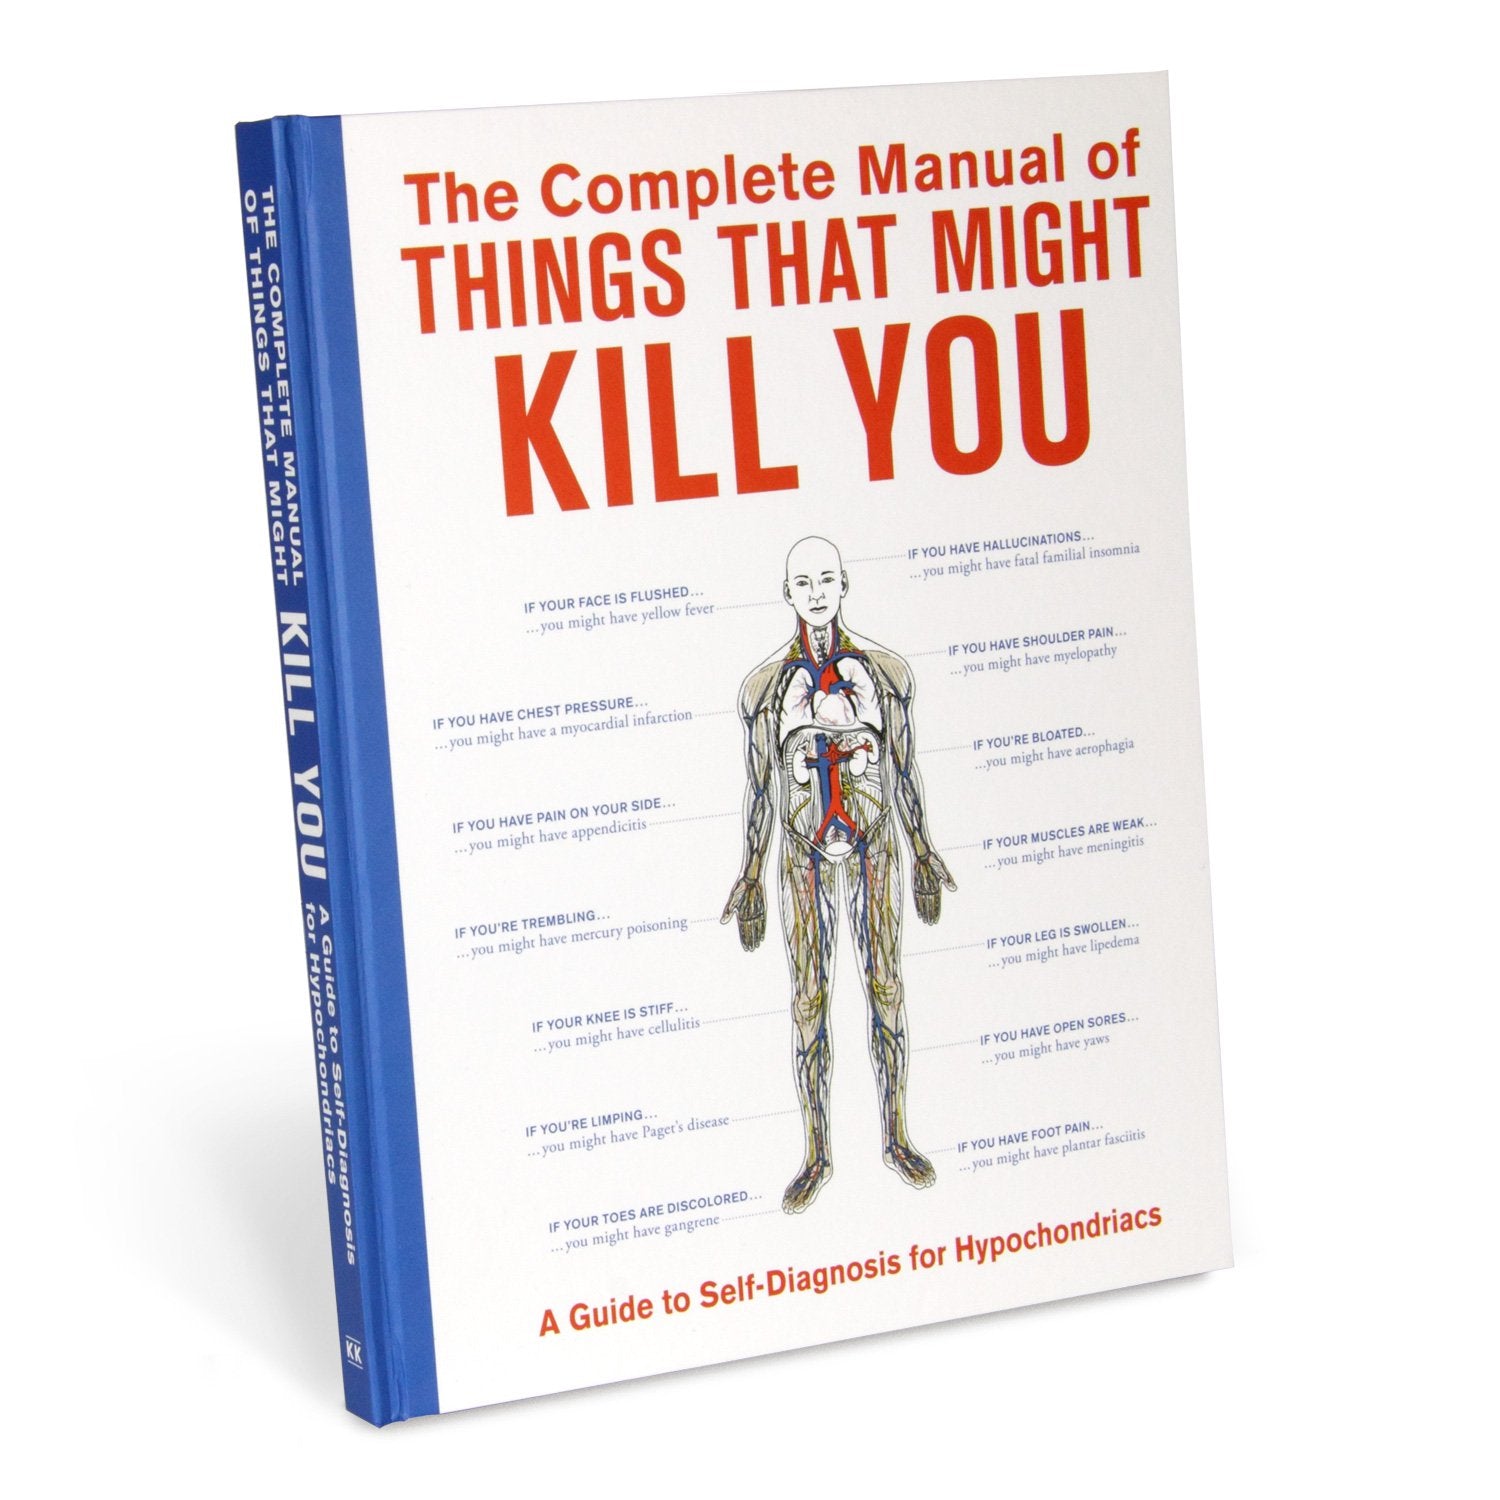 The Complete Manual of
THINGS THAT MIGHT
KILL YOU
IF YOU HAVE HALLUCINATIONS...
...you might have fatal familial insomnia
IF YOUR FACE IS FLUSHED...
...you might have yellow fever
IF YOU HAVE SHOULDER PAIN...
...you might have myelopathy
IF YOU HAVE CHEST PRESSURE...
...you might have a myocardial infarction
IF YOU'RE BLOATED...
...you might have aerophagia
IF YOU HAVE PAIN ON YOUR SIDE...
...you might have appendicitis
IF YOUR MUSCLES ARE WEAK...
...you might have meningitis
IF YOU'RE TREMBLING...
...you might have mercury poisoning
IF YOUR LEG IS SWOLLEN...
...you might have lipedema
IF YOUR KNEE IS STIFF...
...you might have cellulitis
IF YOU HAVE OPEN SORES...
...you might have yaws
IF YOU'RE LIMPING...
...you might have Paget's disease
IF YOU HAVE FOOT PAIN...
...you might have plantar fasciitis
IF YOUR TOES ARE DISCOLORED...
...you might have gangrene
A Guide to Self-Diagnosis for Hypochondriacs
THE COMPLETE MANUAL
OF THINGS THAT MIGHT
KILL YOU
A Guide to Self-Diagnosis
for Hypochondriacs
KK